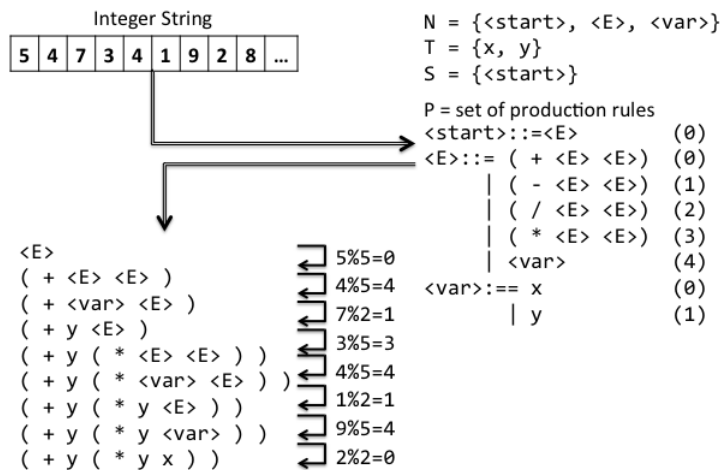 Integer String
5 4 7 3 4 1 9 2 8 ...
N = {<start>, <E>, <var>}
T = {x, y}
S = {<start>}
P = set of production rules
<start>::=<E> (0)
<E>::= ( + <E> <E>) (0)
| ( - <E> <E>) (1)
| ( / <E> <E>) (2)
| ( * <E> <E>) (3)
| <var> (4)
<var>:== x (0)
| y (1)
<E>
5%5=0
( + <E> <E> )
4%5=4
( + <var> <E> )
7%2=1
( + y <E> )
3%5=3
( + y ( * <E> <E> ) )
4%5=4
( + y ( * <var> <E> ) )
1%2=1
( + y ( * y <E> ) )
9%5=4
( + y ( * y <var> ) )
2%2=0
( + y ( * y x ) )